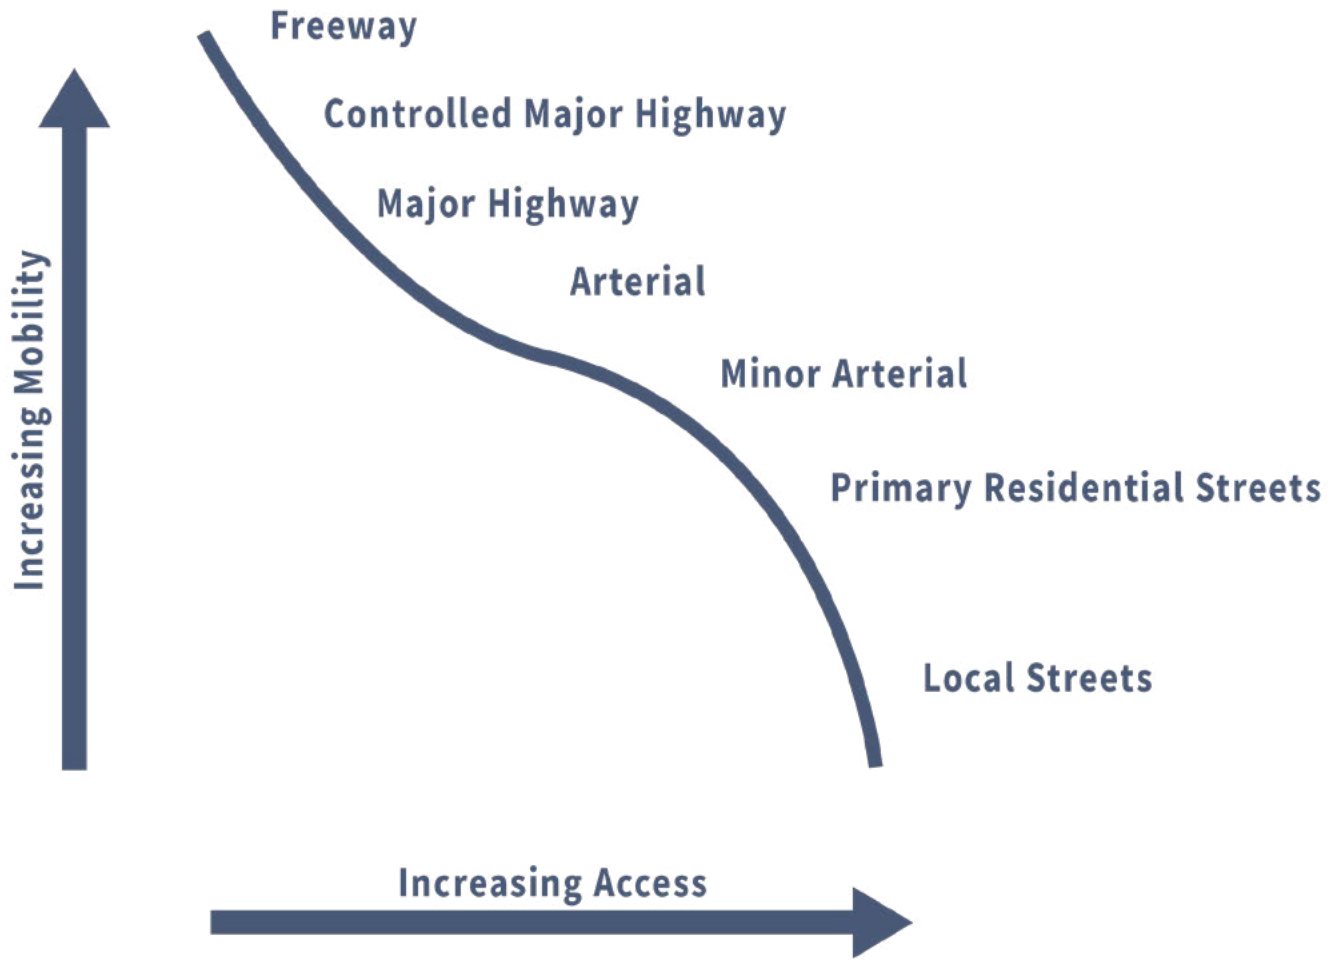 Freeway
Controlled Major Highway
Major Highway
Arterial
Minor Arterial
Primary Residential Streets
Local Streets
Increasing Mobility
Increasing Access